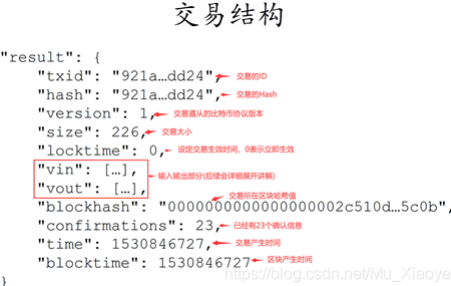 交易结构
"result": {
"txid": "921a…dd24", 交易的ID
"hash": "921a…dd24", 交易的Hash
"version": 1, 交易遵从的比特币协议版本
"size": 226, 交易大小
"locktime": 0, 设定交易生效时间，0表示立即生效
"vin": […],
输入输出部分(后续会详细展开讲解)
"vout": […],
交易所在区块哈希值
"blockhash": "0000000000000000002c510d…5c0b",
"confirmations": 23, 已经有23个确认信息
"time": 1530846727, 交易产生时间
"blocktime": 1530846727 区块产生时间
}
https://blog.csdn.net/Mu_Xiaoye